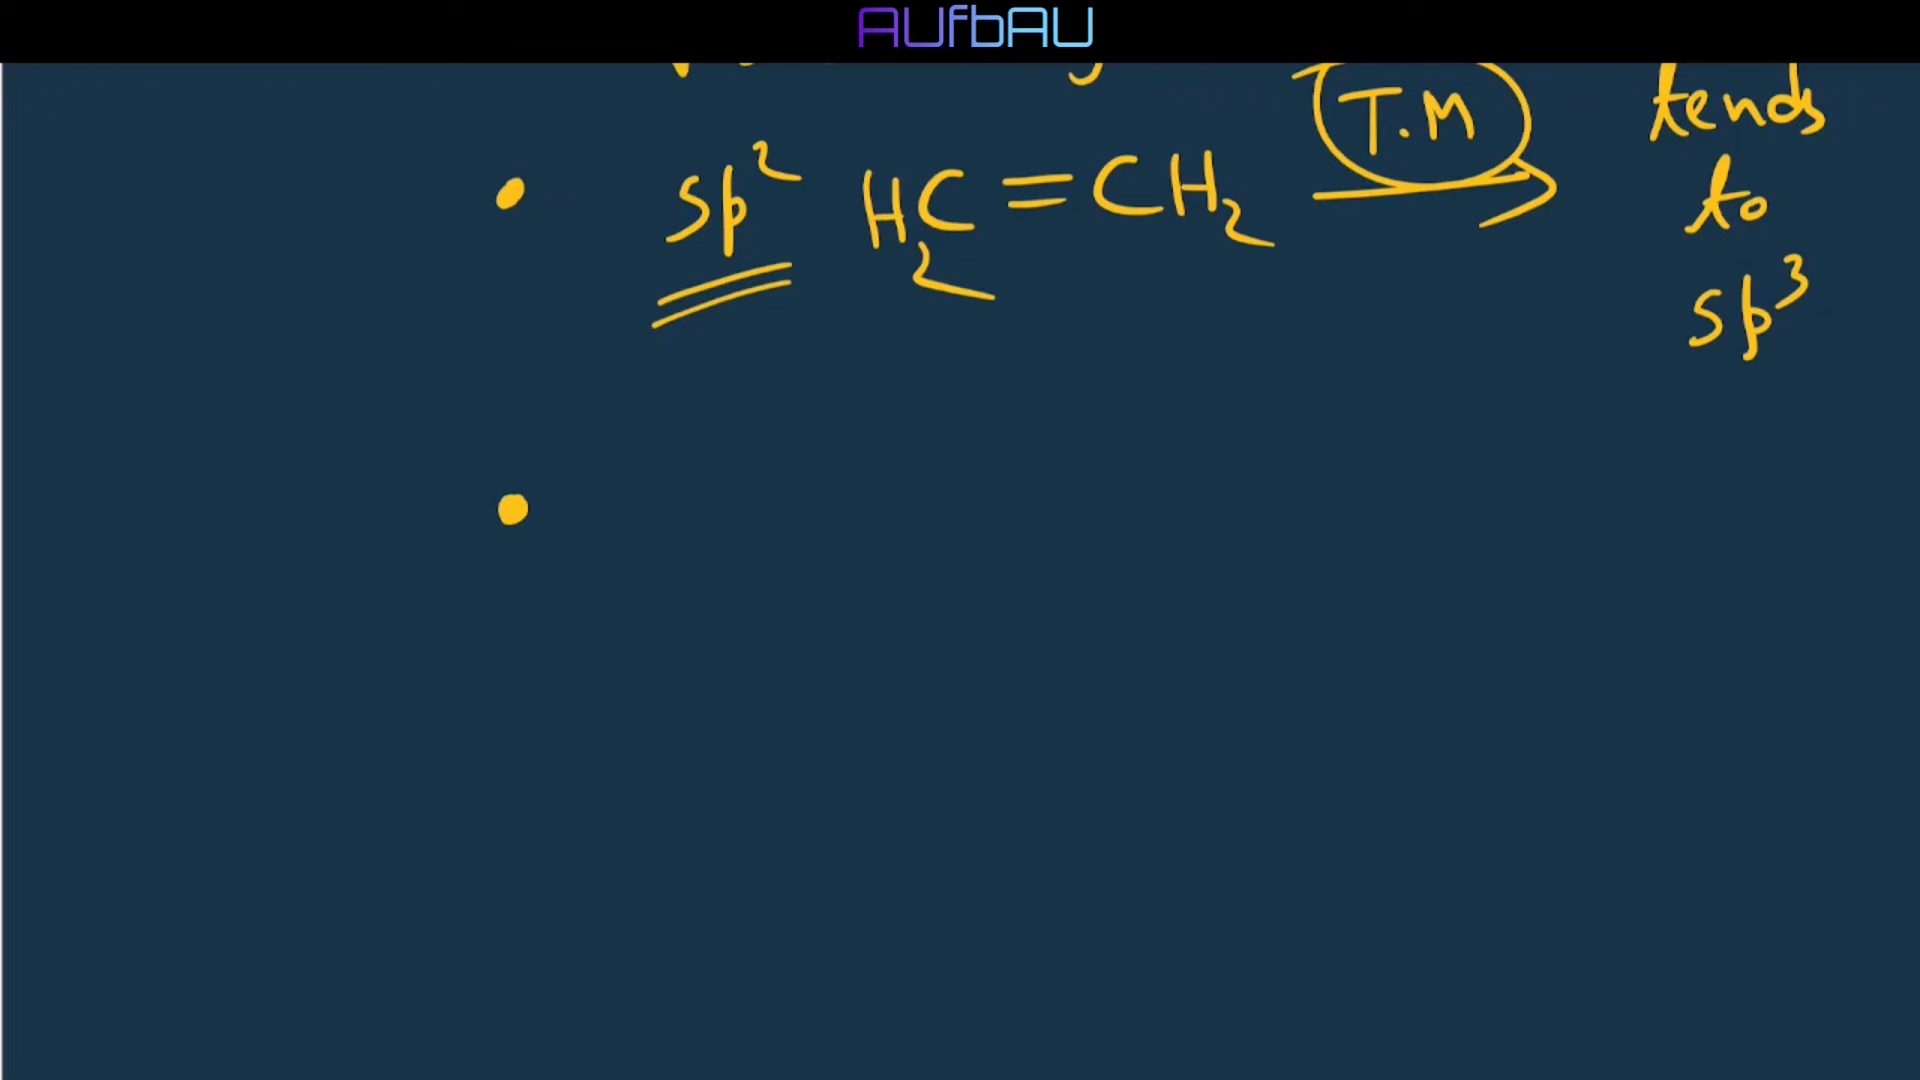 AUfbAU
T.M
tends
sp² H₂C=CH₂ → to
sp³